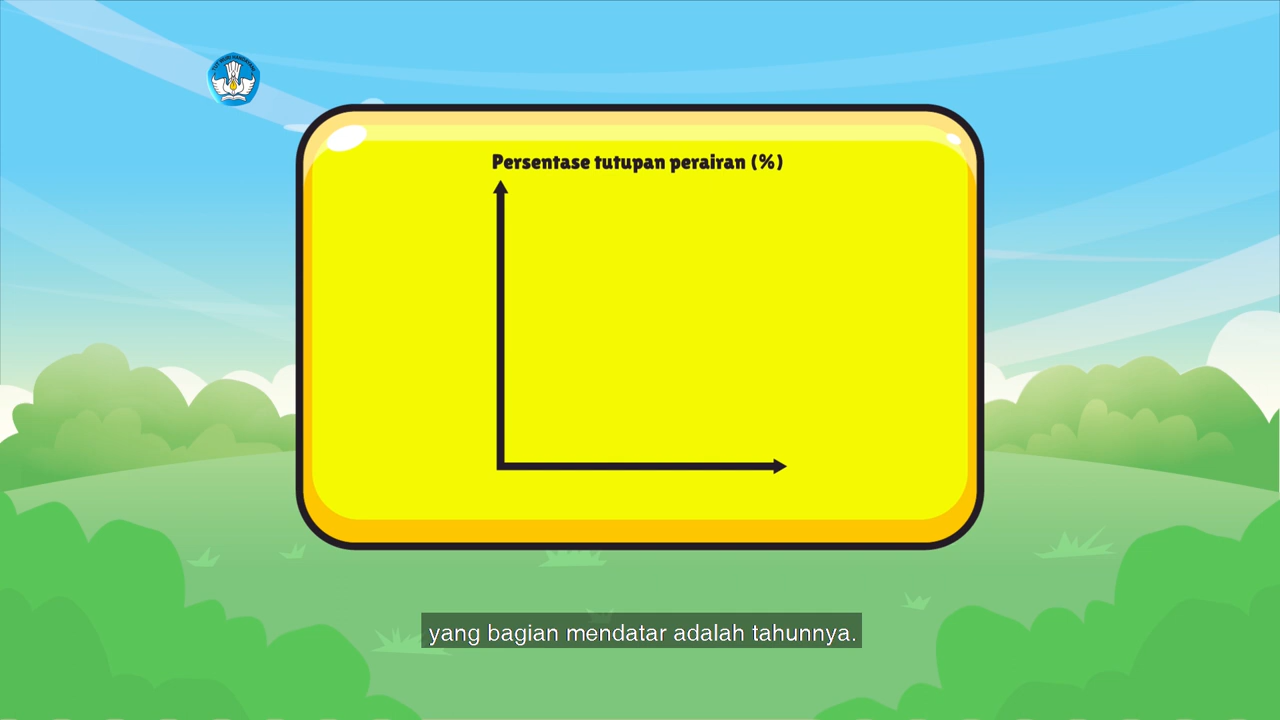 Persentase tutupan perairan (%)
yang bagian mendatar adalah tahunnya.